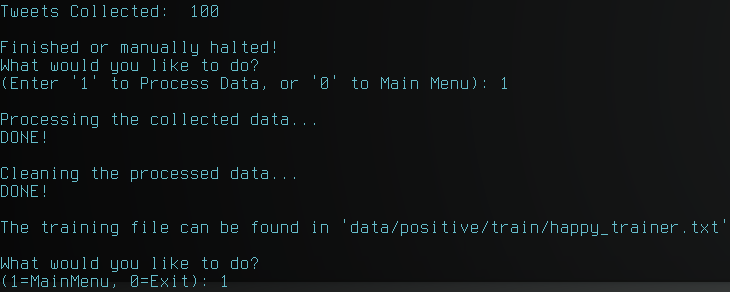 Tweets Collected:  100
Finished or manually halted!
What would you like to do?
(Enter '1' to Process Data, or '0' to Main Menu): 1
Processing the collected data...
DONE!
Cleaning the processed data...
DONE!
The training file can be found in 'data/positive/train/happy_trainer.txt'
What would you like to do?
(1=MainMenu, 0=Exit): 1